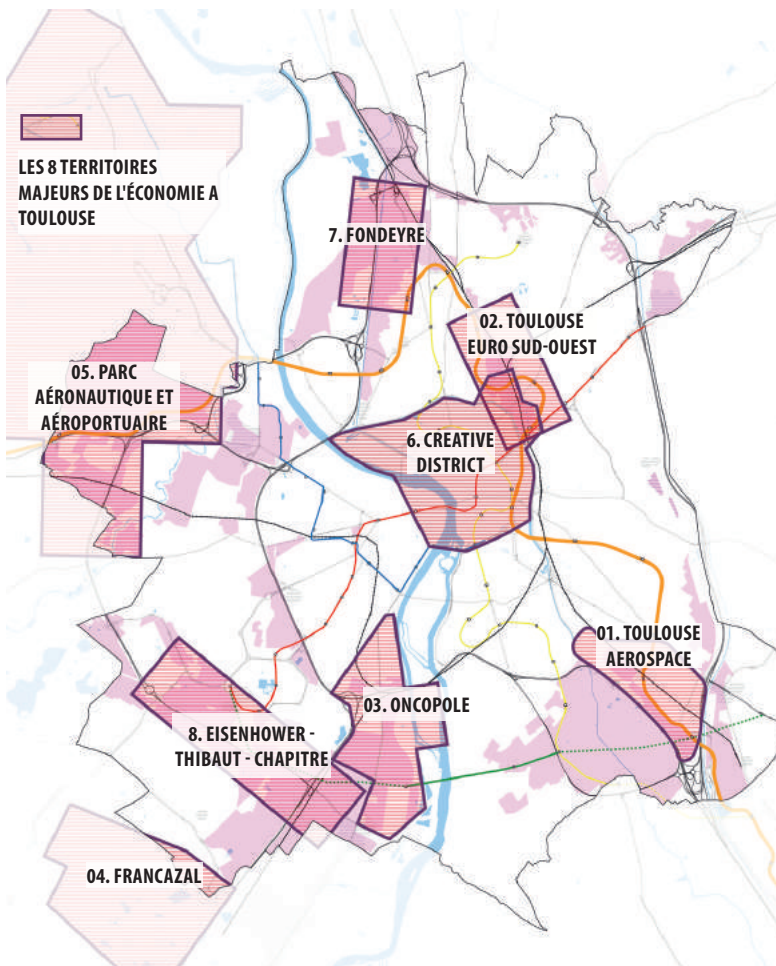 LES 8 TERRITOIRES
MAJEURS DE L'ÉCONOMIE A
TOULOUSE
7. FONDEYRE
02. TOULOUSE
EURO SUD-OUEST
05. PARC
AÉRONAUTIQUE ET
AÉROPORTUAIRE
6. CREATIVE
DISTRICT
01. TOULOUSE
AEROSPACE
03. ONCOPOLE
8. EISENHOWER -
THIBAUT - CHAPITRE
04. FRANCAZAL